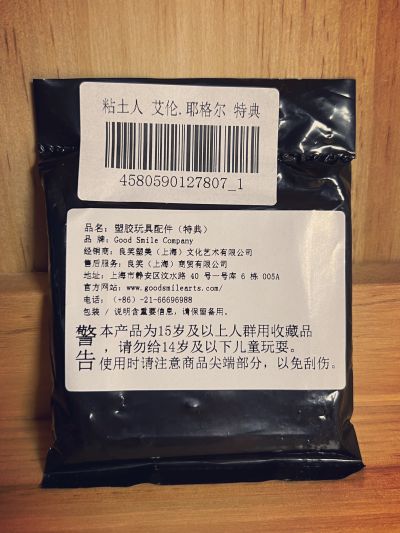 粘土人 艾伦.耶格尔 特典
4580590127807_1
品名：塑胶玩具配件（特典）
品 牌：Good Smile Company
经销商：良笑塑美（上海）文化艺术有限公司
售后服务：良笑（上海）商贸有限公司
地址：上海市静安区汶水路 40 号一号库 6 栋 005A
官方网站：www.goodsmilearts.com/
电话：（+86）-21-66696988
包装 / 说明含重要信息，请保留备用。
警告
本产品为15岁及以上人群用收藏品
，请勿给14岁及以下儿童玩耍。
使用时请注意商品尖端部分，以免刮伤。